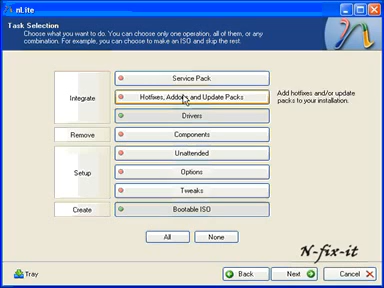 nLite
Task Selection
Choose what you want to do. You can choose only one operation, all of them, or any
combination. For example, you can choose to make an ISO and skip the rest.
Service Pack
Integrate
Hotfixes, Addons and Update Packs
Add hotfixes and/or update
packs to your installation.
Drivers
Remove
Components
Unattended
Setup
Options
Tweaks
Create
Bootable ISO
All
None
N-fix-it
Tray
Back
Next
Cancel